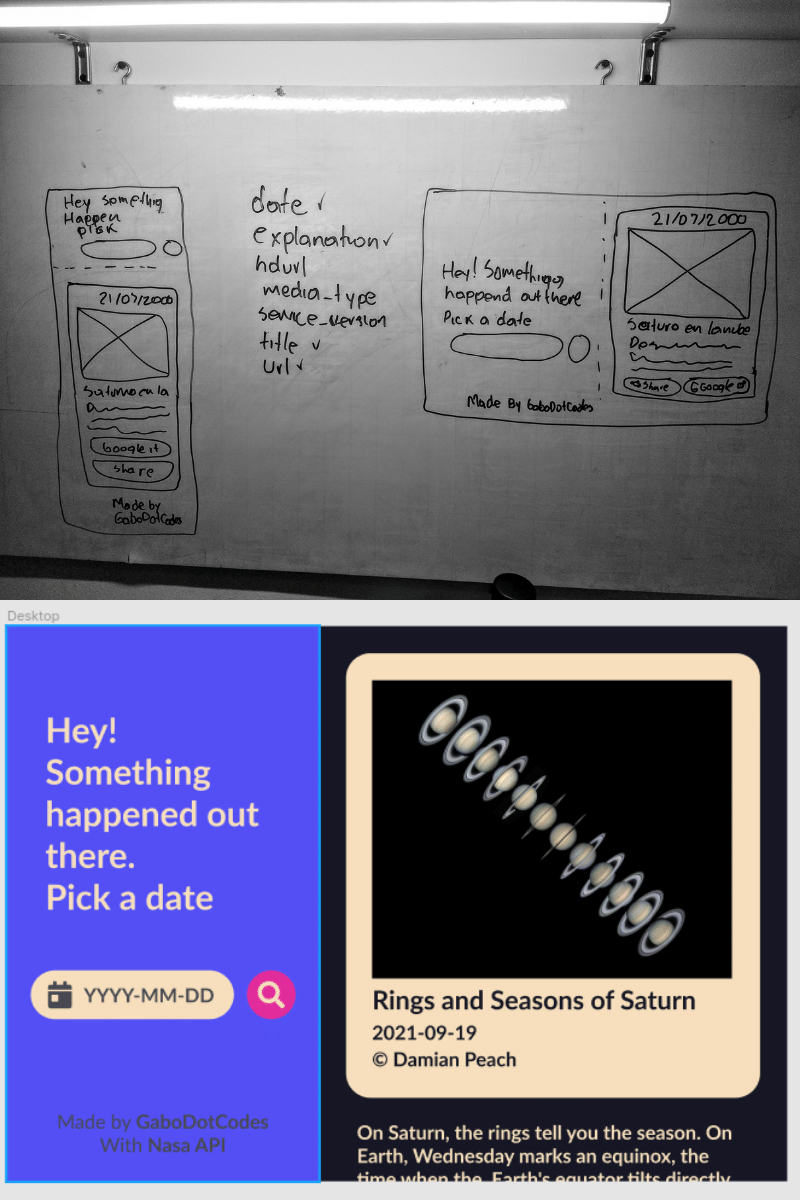 Hey something
Happen
pick
21/07/2000
Saturno en la
Google it
Share
Made by
GaboDotCodes
date ✓
explanation ✓
hdurl
media_type
service_version
title ✓
url ✓
Hey! Something
happend out there
Pick a date
Made By GaboDotCodes
21/07/2000
Saturno en la nube
Share
Google it
Desktop
Hey!
Something
happened out
there.
Pick a date
YYYY-MM-DD
Made by GaboDotCodes
With Nasa API
Rings and Seasons of Saturn
2021-09-19
© Damian Peach
On Saturn, the rings tell you the season. On
Earth, Wednesday marks an equinox, the
time when the Earth's equator tilts directly